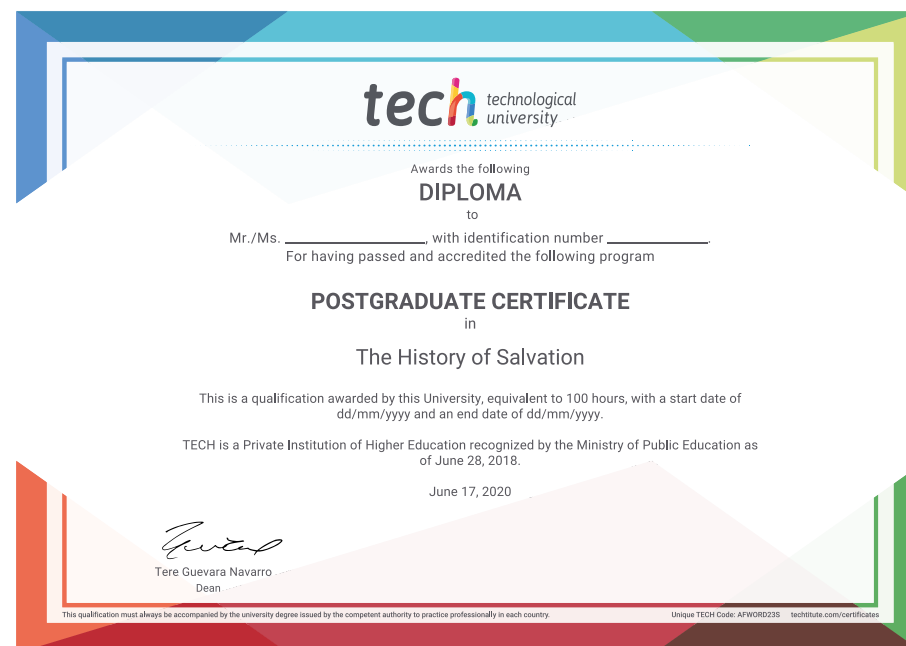 tech technological
university
Awards the following
DIPLOMA
to
Mr./Ms. ____________________, with identification number ______________.
For having passed and accredited the following program
POSTGRADUATE CERTIFICATE
in
The History of Salvation
This is a qualification awarded by this University, equivalent to 100 hours, with a start date of
dd/mm/yyyy and an end date of dd/mm/yyyy.
TECH is a Private Institution of Higher Education recognized by the Ministry of Public Education as
of June 28, 2018.
June 17, 2020
Tere Guevara Navarro
Dean
This qualification must always be accompanied by the university degree issued by the competent authority to practice professionally in each country.
Unique TECH Code: AFWORD23S techtitute.com/certificates